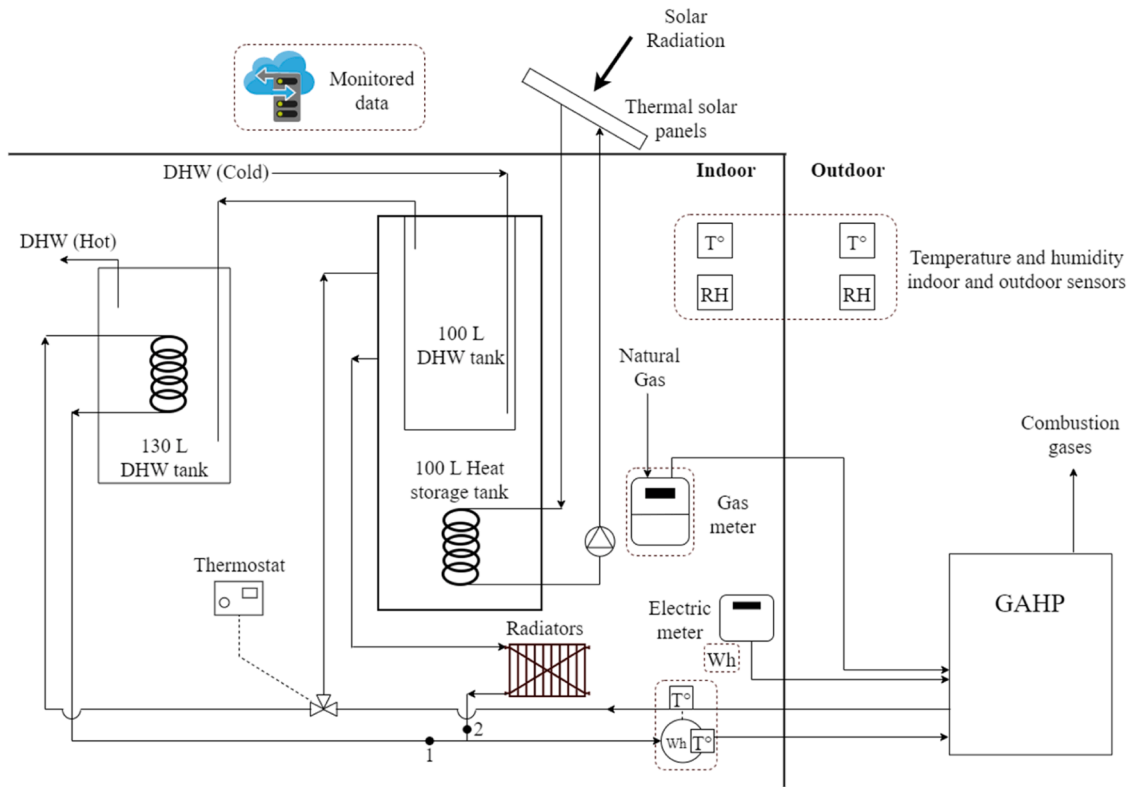 Solar
Radiation
Monitored
data
Thermal solar
panels
DHW (Cold)
Indoor
Outdoor
DHW (Hot)
T°
T°
Temperature and humidity
indoor and outdoor sensors
RH
RH
100 L
DHW tank
Natural
Gas
130 L
DHW tank
100 L Heat
storage tank
Combustion
gases
Gas
meter
Thermostat
GAHP
Electric
meter
Radiators
Wh
T°
2
Wh
T°
1